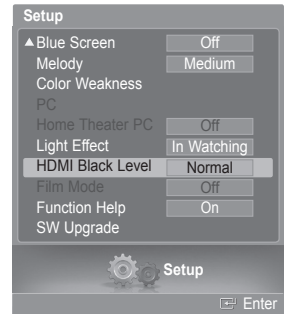 Setup
▲Blue Screen Off
Melody Medium
Color Weakness
PC
Home Theater PC Off
Light Effect In Watching
HDMI Black Level Normal
Film Mode Off
Function Help On
SW Upgrade
Setup
Enter